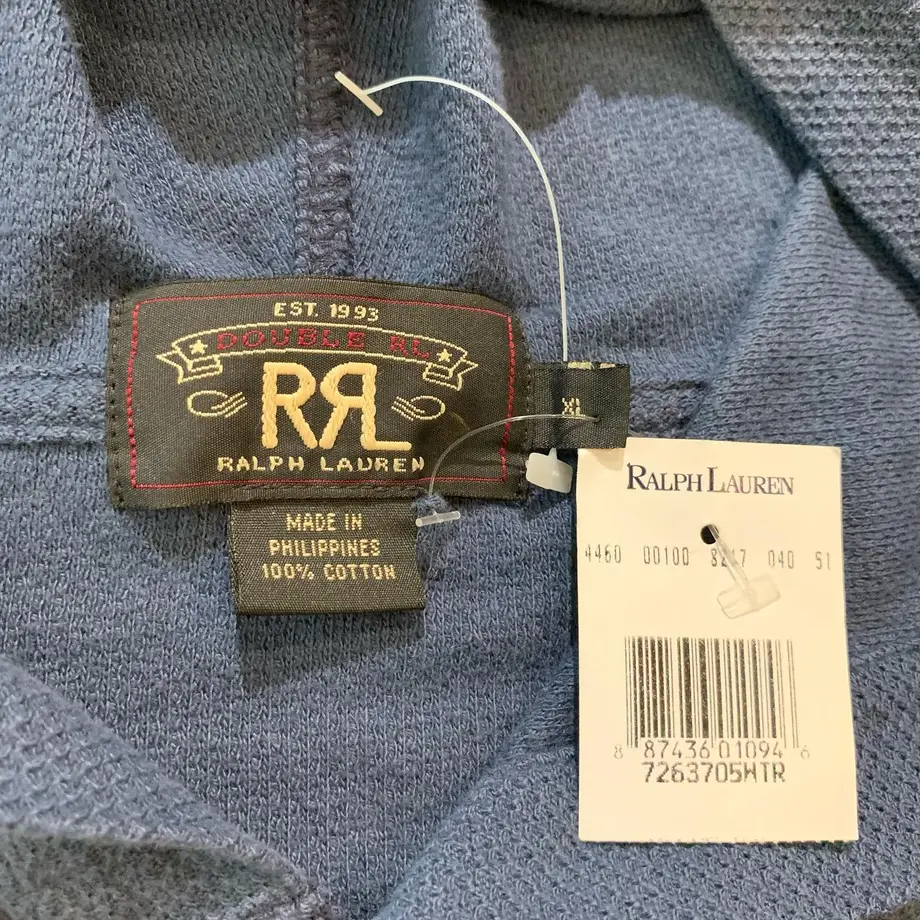 EST. 1993
DOUBLE RL
RRL
RALPH LAUREN
XL
MADE IN
PHILIPPINES
100% COTTON
RALPH LAUREN
4460 00100 8247 040 51
8 87436 01094 6
7263705WTR